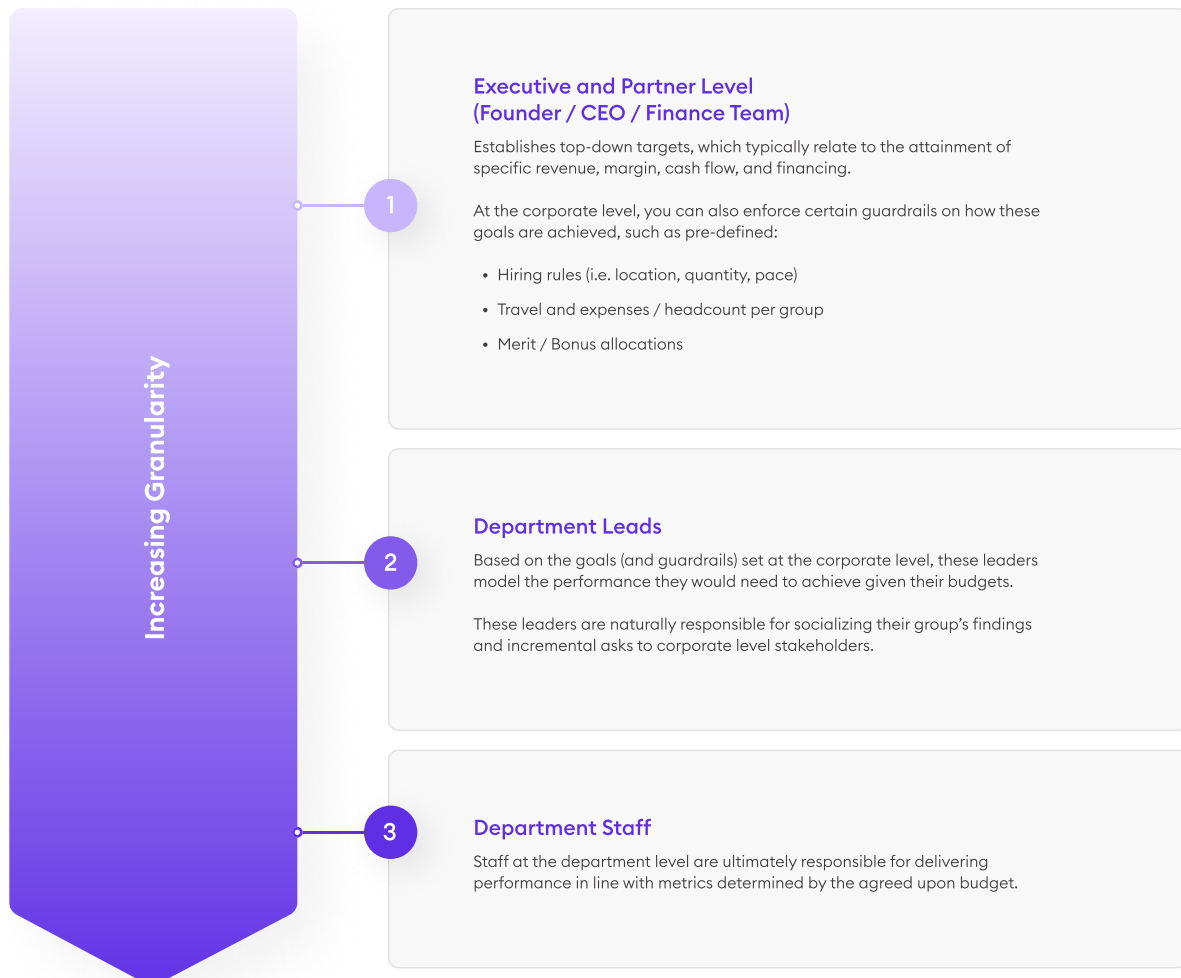 Increasing Granularity
1
Executive and Partner Level
(Founder / CEO / Finance Team)
Establishes top-down targets, which typically relate to the attainment of
specific revenue, margin, cash flow, and financing.
At the corporate level, you can also enforce certain guardrails on how these
goals are achieved, such as pre-defined:
• Hiring rules (i.e. location, quantity, pace)
• Travel and expenses / headcount per group
• Merit / Bonus allocations
2
Department Leads
Based on the goals (and guardrails) set at the corporate level, these leaders
model the performance they would need to achieve given their budgets.
These leaders are naturally responsible for socializing their group’s findings
and incremental asks to corporate level stakeholders.
3
Department Staff
Staff at the department level are ultimately responsible for delivering
performance in line with metrics determined by the agreed upon budget.